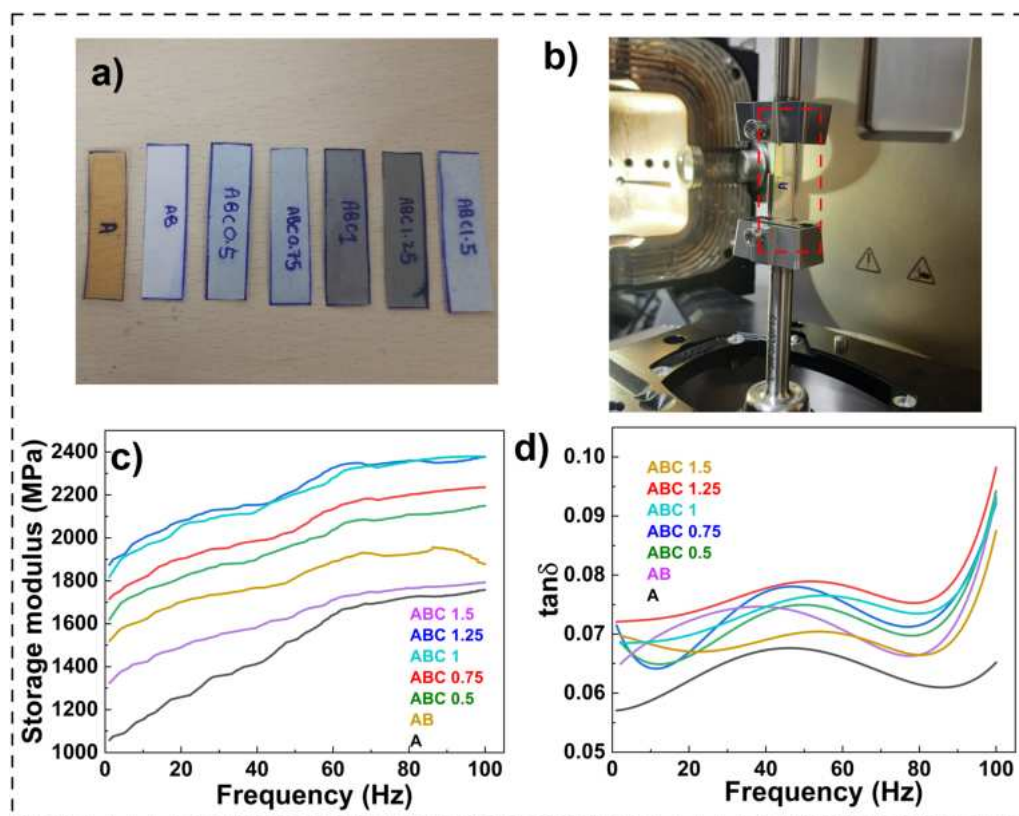 a)
A
AB
ABC0.5
ABC0.75
ABC1
ABC1.25
ABC1.5
b)
A
c)
Storage modulus (MPa)
2400
2200
2000
1800
1600
1400
1200
1000
ABC 1.5
ABC 1.25
ABC 1
ABC 0.75
ABC 0.5
AB
A
0
20
40
60
80
100
Frequency (Hz)
d)
tanδ
0.10
0.09
0.08
0.07
0.06
0.05
ABC 1.5
ABC 1.25
ABC 1
ABC 0.75
ABC 0.5
AB
A
0
20
40
60
80
100
Frequency (Hz)